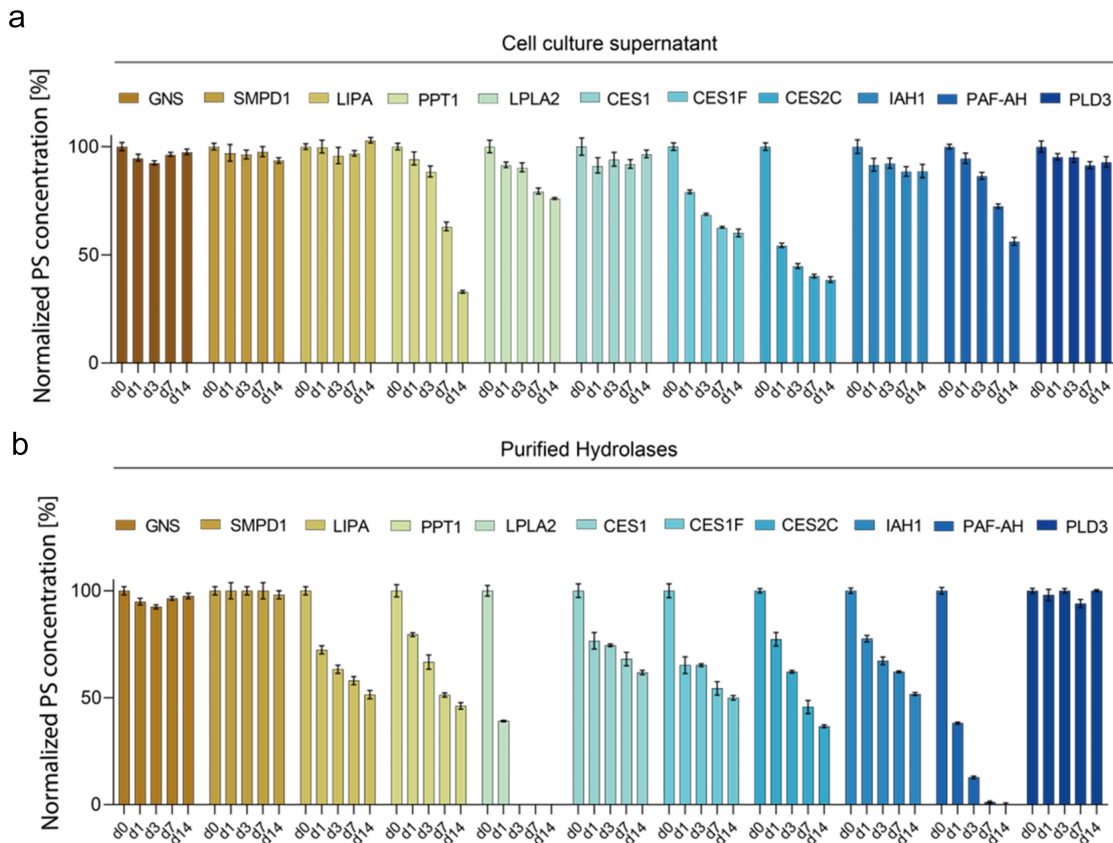 a
Cell culture supernatant
GNS SMPD1 LIPA PPT1 LPLA2 CES1 CES1F CES2C IAH1 PAF-AH PLD3
Normalized PS concentration [%]
100
50
0
d0 d1 d3 d7 d14 d0 d1 d3 d7 d14 d0 d1 d3 d7 d14 d0 d1 d3 d7 d14 d0 d1 d3 d7 d14 d0 d1 d3 d7 d14 d0 d1 d3 d7 d14 d0 d1 d3 d7 d14 d0 d1 d3 d7 d14 d0 d1 d3 d7 d14 d0 d1 d3 d7 d14
b
Purified Hydrolases
GNS SMPD1 LIPA PPT1 LPLA2 CES1 CES1F CES2C IAH1 PAF-AH PLD3
Normalized PS concentration [%]
100
50
0
d0 d1 d3 d7 d14 d0 d1 d3 d7 d14 d0 d1 d3 d7 d14 d0 d1 d3 d7 d14 d0 d1 d3 d7 d14 d0 d1 d3 d7 d14 d0 d1 d3 d7 d14 d0 d1 d3 d7 d14 d0 d1 d3 d7 d14 d0 d1 d3 d7 d14 d0 d1 d3 d7 d14